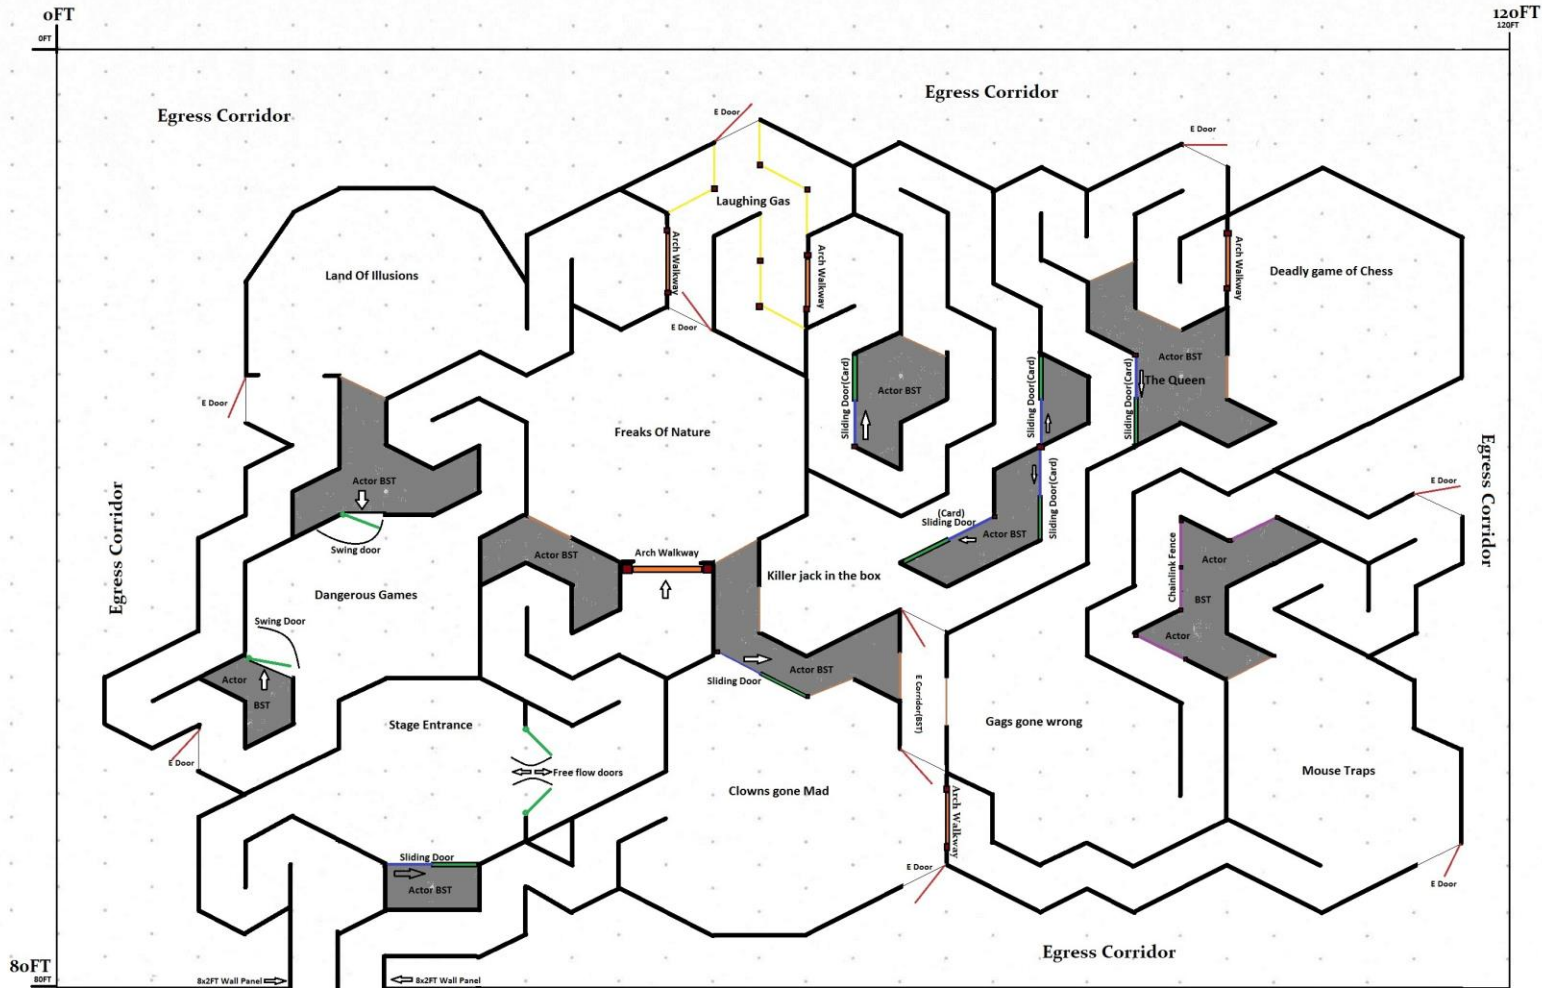 0FT
0FT
120FT
120FT
Egress Corridor
Egress Corridor
E Door
E Door
Laughing Gas
Arch Walkway
Arch Walkway
Arch Walkway
Land Of Illusions
Deadly game of Chess
E Door
E Door
Actor BST
The Queen
Sliding Door(Card)
Actor BST
Sliding Door(Card)
Sliding Door(Card)
Freaks Of Nature
Actor BST
Swing door
Sliding Door(Card)
(Card)
Sliding Door
Actor BST
E Door
Egress Corridor
Egress Corridor
Actor BST
Arch Walkway
Killer jack in the box
Chainlink Fence
Actor
BST
Actor
Dangerous Games
Swing Door
Actor
BST
Sliding Door
Actor BST
E Corridor(BST)
Stage Entrance
Gags gone wrong
E Door
Free flow doors
Mouse Traps
Clowns gone Mad
Arch Walkway
Sliding Door
Actor BST
E Door
E Door
Egress Corridor
80FT
80FT
8x2FT Wall Panel
8x2FT Wall Panel